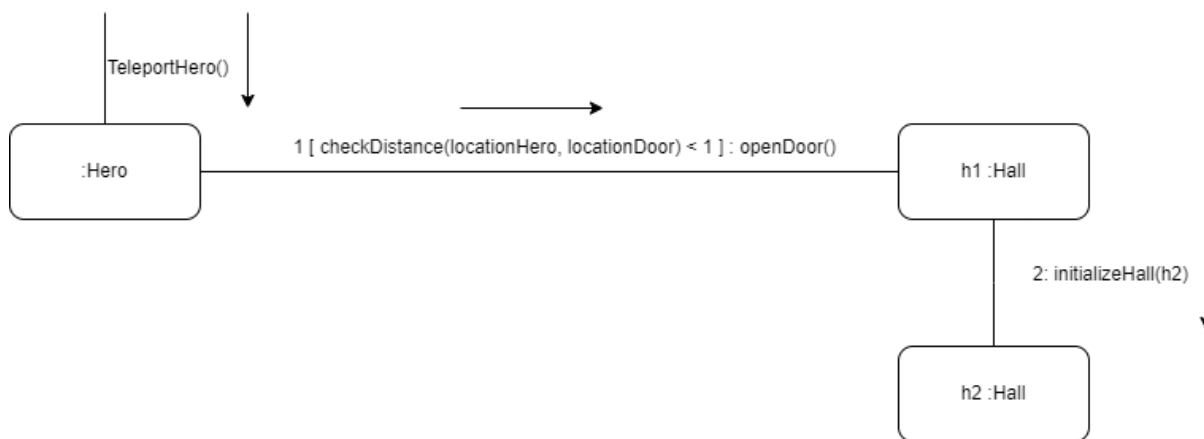 TeleportHero()
1 [ checkDistance(locationHero, locationDoor) < 1 ] : openDoor()
:Hero
h1 :Hall
2: initializeHall(h2)
h2 :Hall